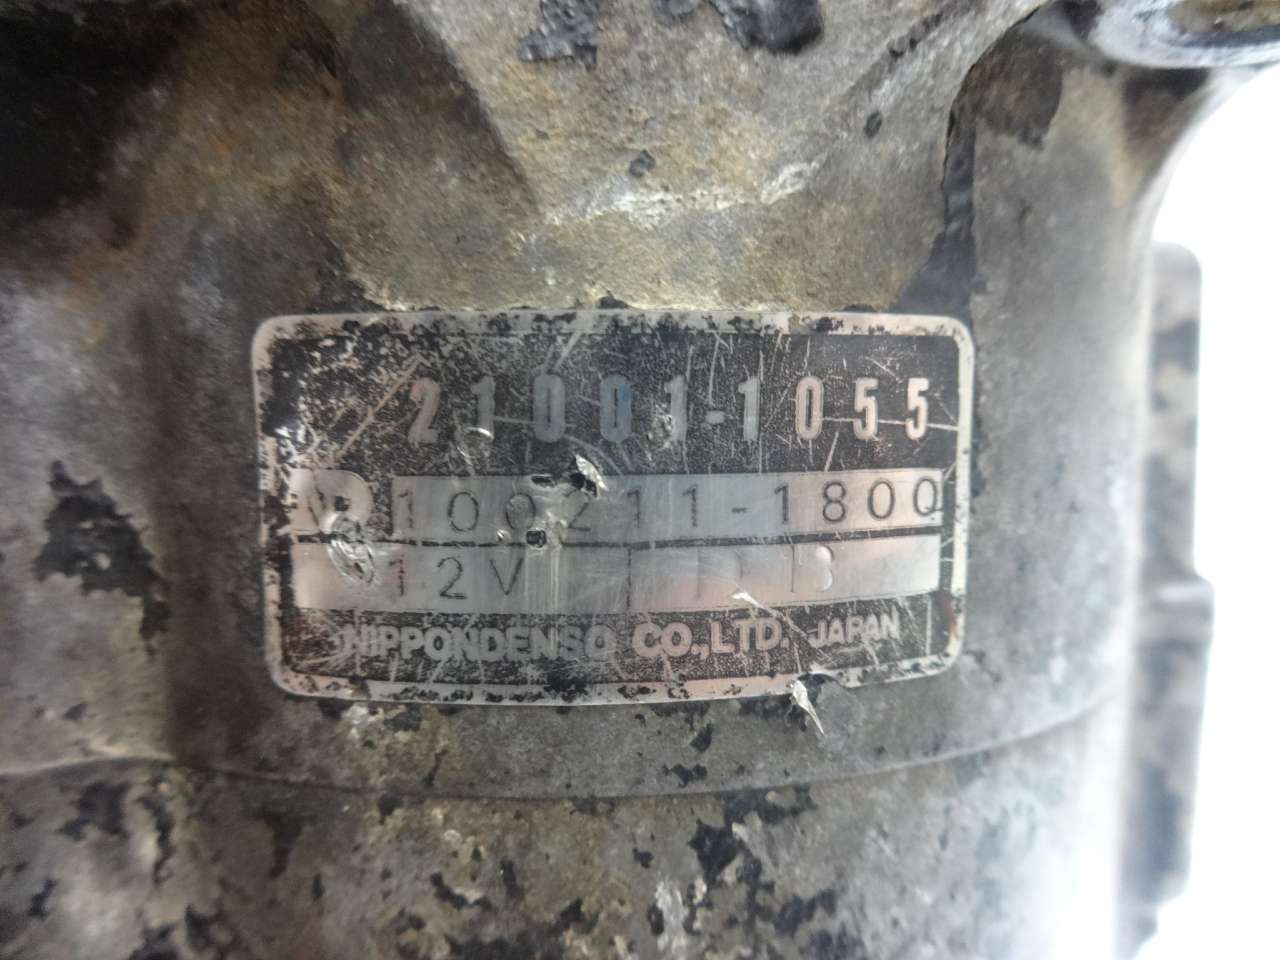 21001-1055
100211-1800
12V
NIPPONDENSO CO.,LTD. JAPAN